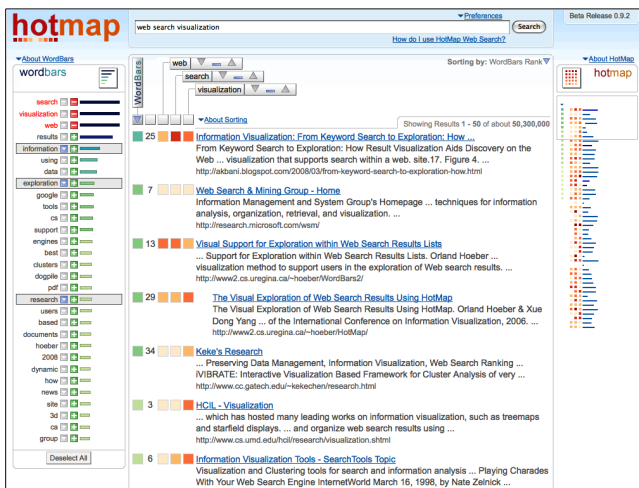 hotmap
web search visualization
Preferences
Search
How do I use HotMap Web Search?
Beta Release 0.9.2
About WordBars
wordbars
search
visualization
web
results
information
using
data
exploration
google
tools
cs
support
engines
best
clusters
dogpile
pdf
research
users
based
documents
hoeber
2008
dynamic
how
news
site
3d
ca
group
Deselect All
WordBars
web
search
visualization
Sorting by: WordBars Rank
About Sorting
Showing Results 1 - 50 of about 50,300,000
25 Information Visualization: From Keyword Search to Exploration: How ...
From Keyword Search to Exploration: How Result Visualization Aids Discovery on the
Web ... visualization that supports search within a web. site.17. Figure 4. ...
http://akbani.blogspot.com/2008/03/from-keyword-search-to-exploration-how.html
7 Web Search & Mining Group - Home
Information Management and System Group's Homepage ... techniques for information
analysis, organization, retrieval, and visualization. ...
http://research.microsoft.com/wsm/
13 Visual Support for Exploration within Web Search Results Lists
... Support for Exploration within Web Search Results Lists. Orland Hoeber ...
visualization method to support users in the exploration of Web search results. ...
http://www2.cs.uregina.ca/~hoeber/WordBars2/
29 The Visual Exploration of Web Search Results Using HotMap
The Visual Exploration of Web Search Results Using HotMap. Orland Hoeber & Xue
Dong Yang ... of the International Conference on Information Visualization, 2006. ...
http://www2.cs.uregina.ca/~hoeber/HotMap/
34 Keke's Research
... Preserving Data Management, Information Visualization, Web Search Ranking ...
iVIBRATE: Interactive Visualization Based Framework for Cluster Analysis of very ...
http://www.cc.gatech.edu/~kekechen/research.html
3 HCIL - Visualization
... which has hosted many leading works on information visualization, such as treemaps
and starfield displays. ... and organize web search results using ...
http://www.cs.umd.edu/hcil/research/visualization.shtml
6 Information Visualization Tools - SearchTools Topic
Visualization and Clustering tools for search and information analysis ... Playing Charades
With Your Web Search Engine InternetWorld March 16, 1998, by Nate Zelnick ...
About HotMap
hotmap